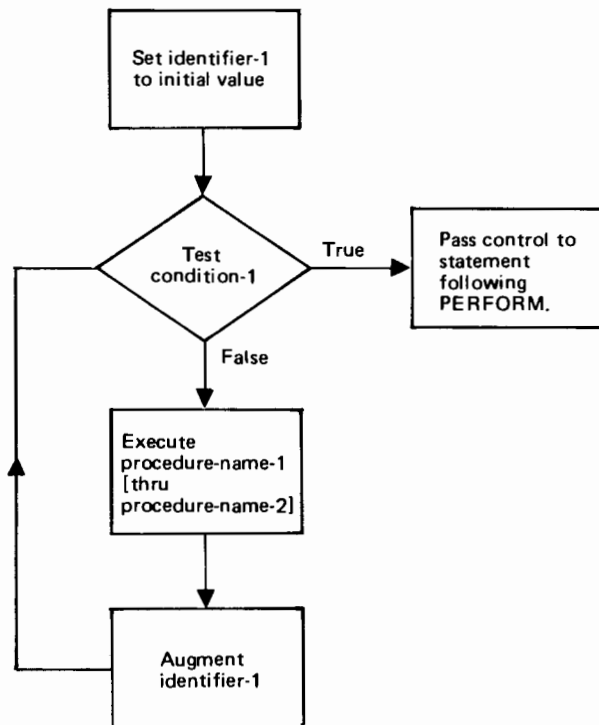 Set identifier-1
to initial value
Test
condition-1
True
Pass control to
statement
following
PERFORM.
False
Execute
procedure-name-1
[thru
procedure-name-2]
Augment
identifier-1